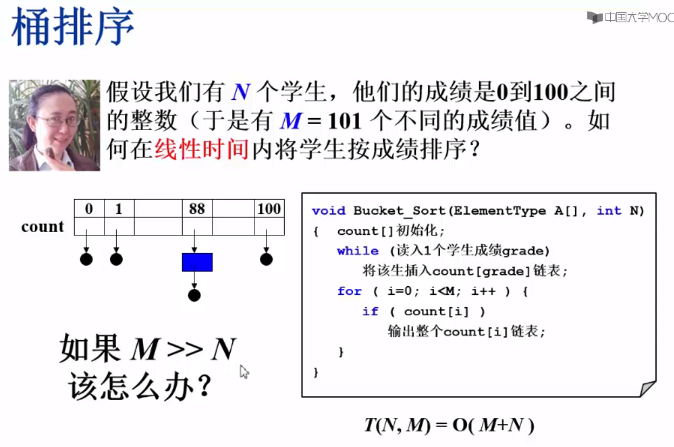 桶排序
中国大学MOC
假设我们有 N 个学生，他们的成绩是0到100之间
的整数（于是有 M = 101 个不同的成绩值）。如
何在线性时间内将学生按成绩排序？
0 1 88 100
count
void Bucket_Sort(ElementType A[], int N)
{ count[]初始化;
while (读入1个学生成绩grade)
将该生插入count[grade]链表;
for ( i=0; i<M; i++ ) {
if ( count[i] )
输出整个count[i]链表;
}
}
如果 M >> N
该怎么办？
T(N, M) = O( M+N )